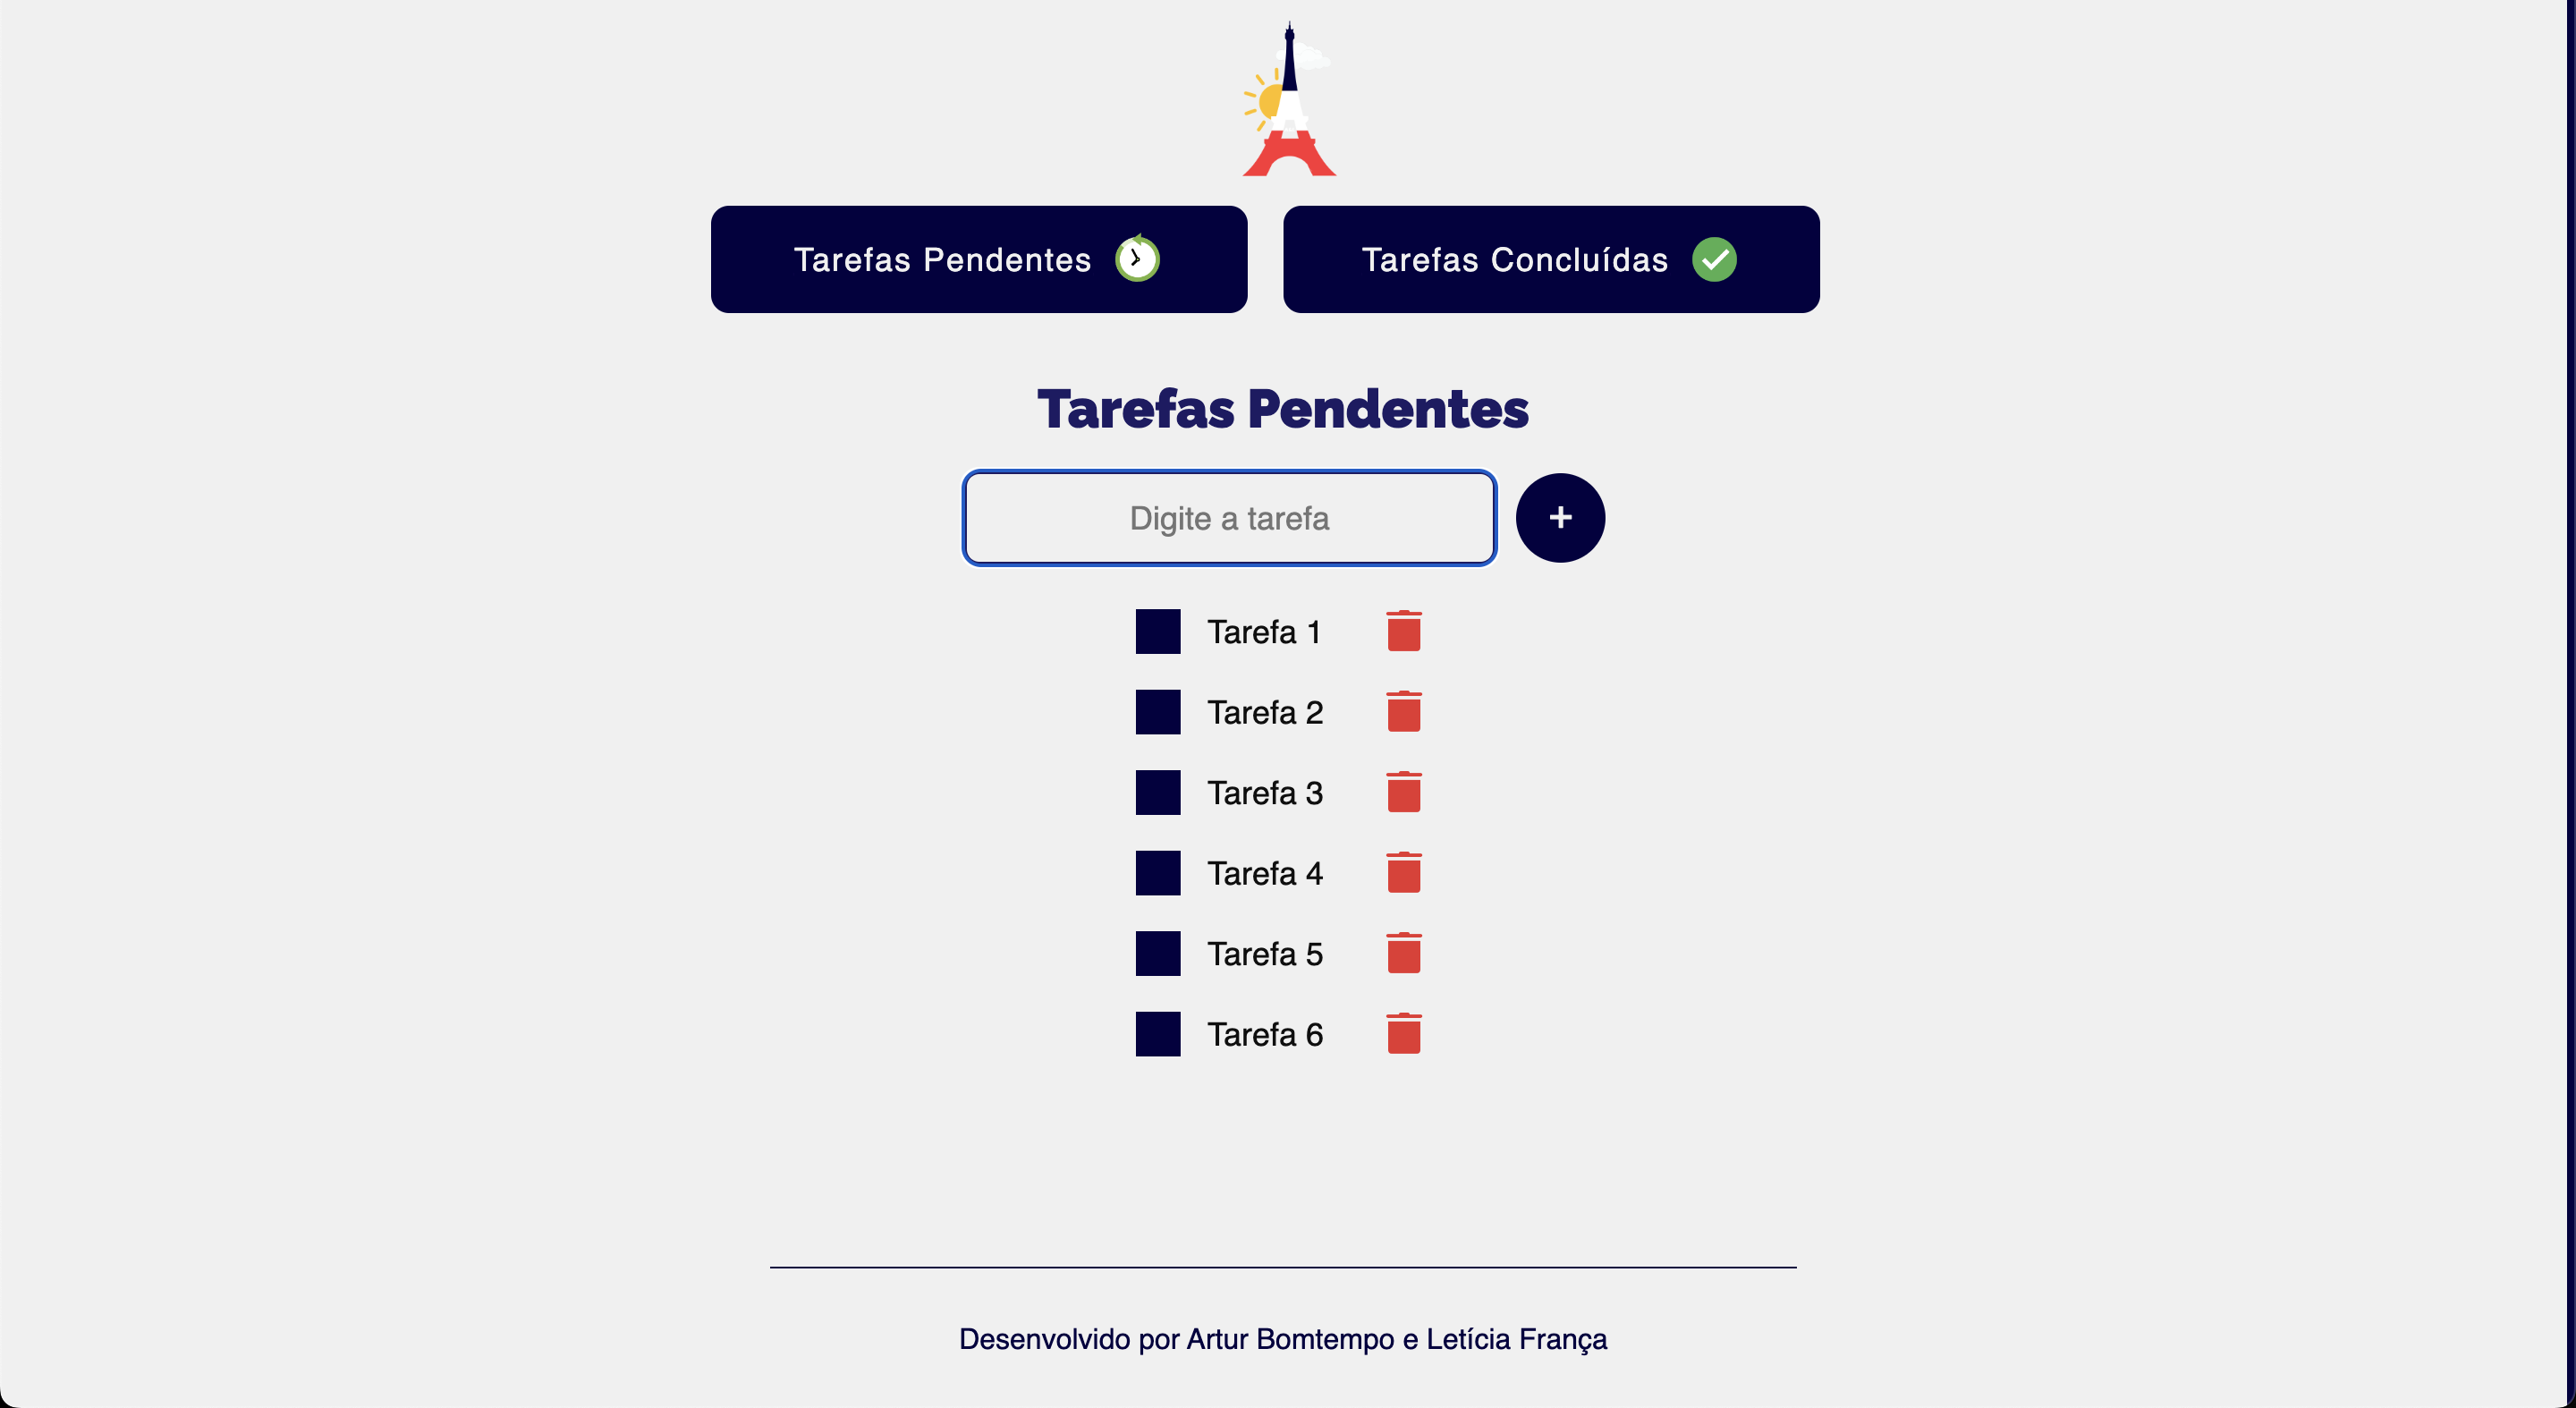 Tarefas Pendentes
Tarefas Concluídas
Tarefas Pendentes
Digite a tarefa
+
Tarefa 1
Tarefa 2
Tarefa 3
Tarefa 4
Tarefa 5
Tarefa 6
Desenvolvido por Artur Bomtempo e Letícia França